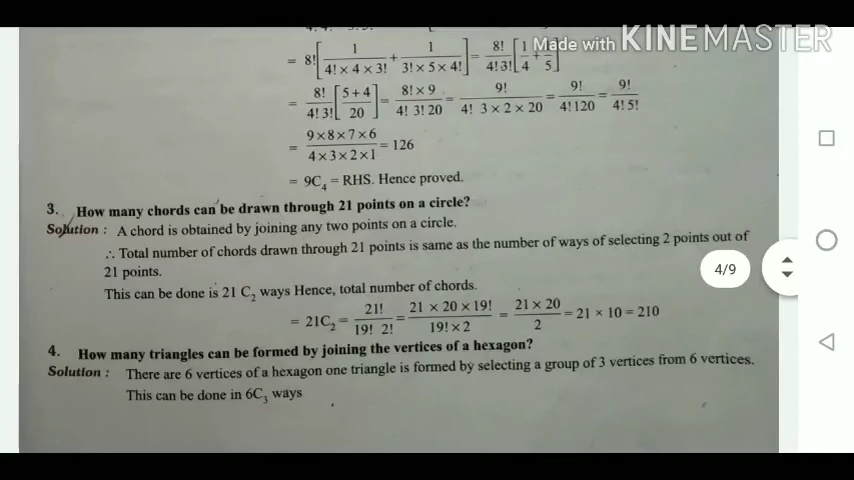 = 8![1/(4! × 4 × 3!) + 1/(3! × 5 × 4!)] = 8!/(4! 3!)[1/4 + 1/5]
Made with KINEMASTER
= 8!/(4! 3!)[(5 + 4)/20] = (8! × 9)/(4! 3! 20) = 9!/(4! 3 × 2 × 20) = 9!/(4! 120) = 9!/(4! 5!)
= (9 × 8 × 7 × 6)/(4 × 3 × 2 × 1) = 126
= 9C₄ = RHS. Hence proved.
3. How many chords can be drawn through 21 points on a circle?
Solution : A chord is obtained by joining any two points on a circle.
∴ Total number of chords drawn through 21 points is same as the number of ways of selecting 2 points out of
21 points.
4/9
This can be done is 21 C₂ ways Hence, total number of chords.
= 21C₂ = 21!/(19! 2!) = (21 × 20 × 19!)/(19! × 2) = (21 × 20)/2 = 21 × 10 = 210
4. How many triangles can be formed by joining the vertices of a hexagon?
Solution : There are 6 vertices of a hexagon one triangle is formed by selecting a group of 3 vertices from 6 vertices.
This can be done in 6C₃ ways